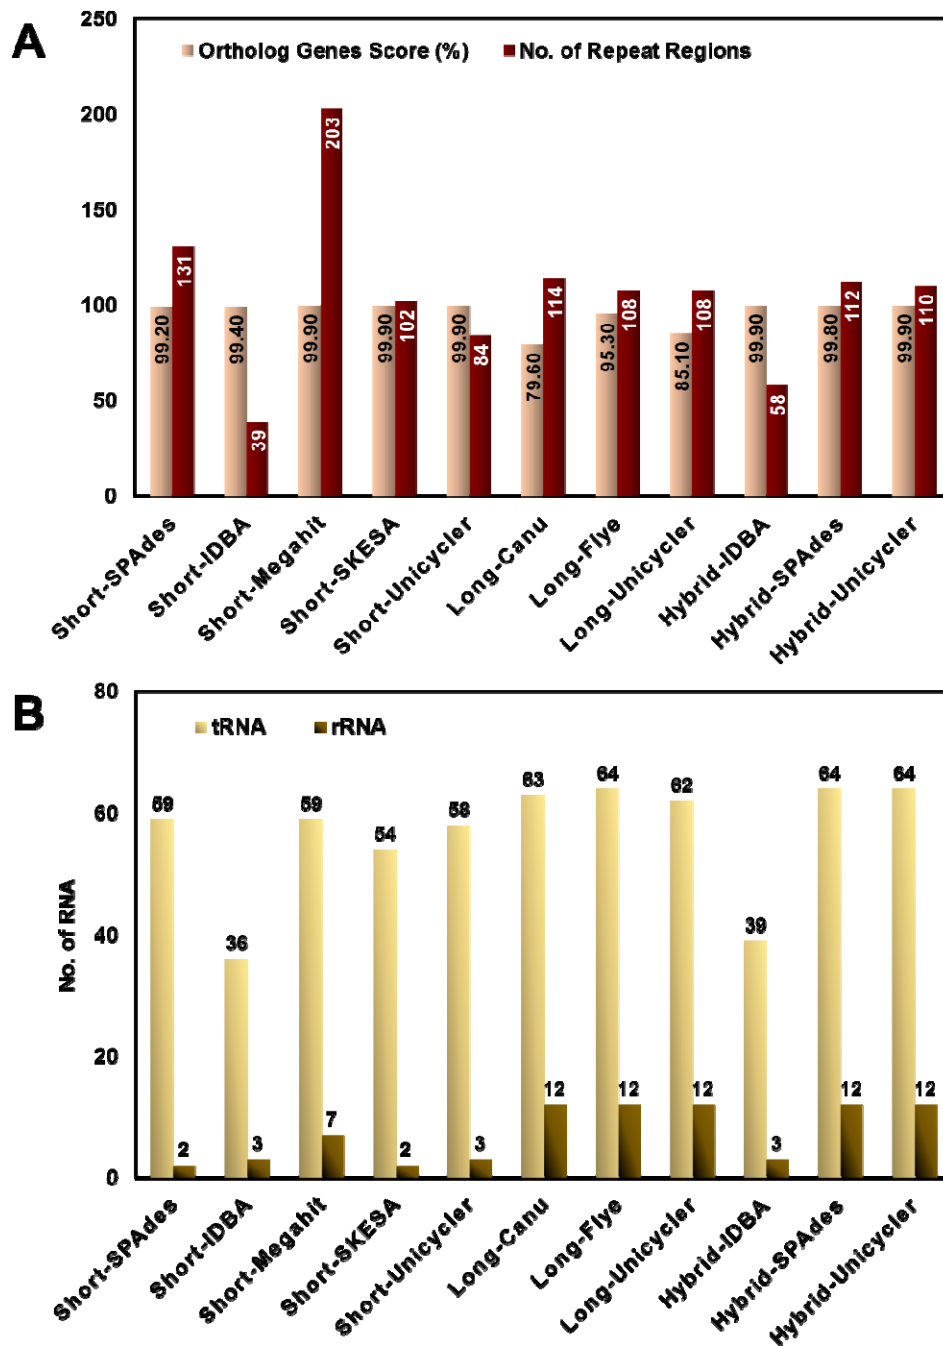 A
250
200
150
100
50
0
Ortholog Genes Score (%) No. of Repeat Regions
99.20 131 99.40 39 99.90 203 99.90 102 99.90 84 79.60 114 95.30 108 85.10 108 99.90 58 99.80 112 99.90 110
Short-SPAdes Short-IDBA Short-Megahit Short-SKESA Short-Unicycler Long-Canu Long-Flye Long-Unicycler Hybrid-IDBA Hybrid-SPAdes Hybrid-Unicycler
B
No. of RNA
80
60
40
20
0
tRNA rRNA
59 2 36 3 59 7 54 2 58 3 63 12 64 12 62 12 39 3 64 12 64 12
Short-SPAdes Short-IDBA Short-Megahit Short-SKESA Short-Unicycler Long-Canu Long-Flye Long-Unicycler Hybrid-IDBA Hybrid-SPAdes Hybrid-Unicycler